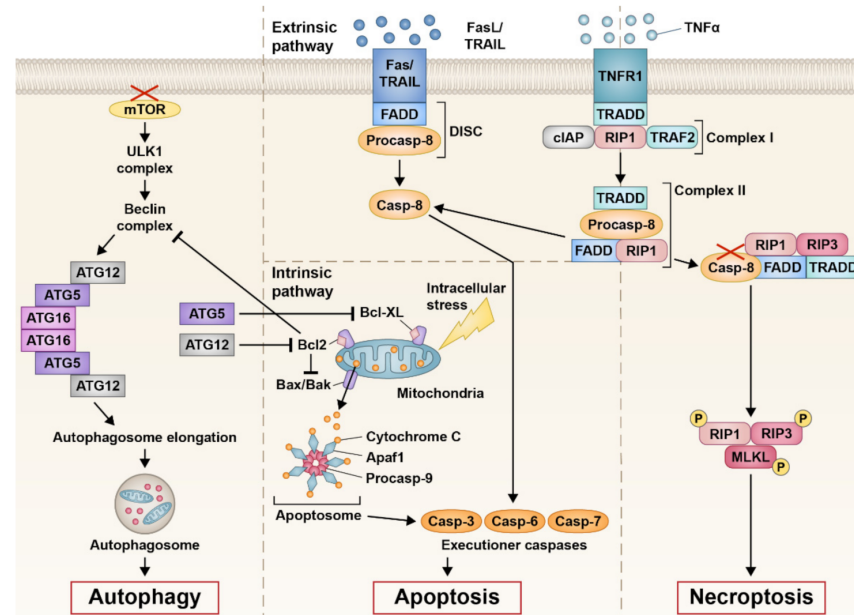 Extrinsic
pathway
FasL/
TRAIL
TNFα
Fas/
TRAIL
TNFR1
mTOR
FADD
DISC
Procasp-8
TRADD
cIAP
RIP1
TRAF2
Complex I
ULK1
complex
Casp-8
TRADD
Complex II
Procasp-8
FADD
RIP1
Beclin
complex
RIP1
RIP3
Casp-8
FADD
TRADD
ATG12
ATG5
ATG16
ATG16
ATG5
ATG12
Intrinsic
pathway
Intracellular
stress
ATG5
Bcl-XL
ATG12
Bcl2
Bax/Bak
Mitochondria
Cytochrome C
Apaf1
Procasp-9
P
P
RIP1
RIP3
MLKL
P
Autophagosome elongation
Apoptosome
Casp-3
Casp-6
Casp-7
Executioner caspases
Autophagosome
Autophagy
Apoptosis
Necroptosis